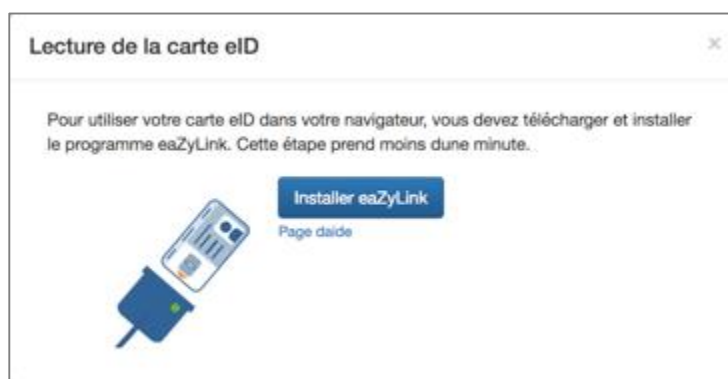 Lecture de la carte eID
×
Pour utiliser votre carte eID dans votre navigateur, vous devez télécharger et installer
le programme eaZyLink. Cette étape prend moins dune minute.
Installer eaZyLink
Page daide